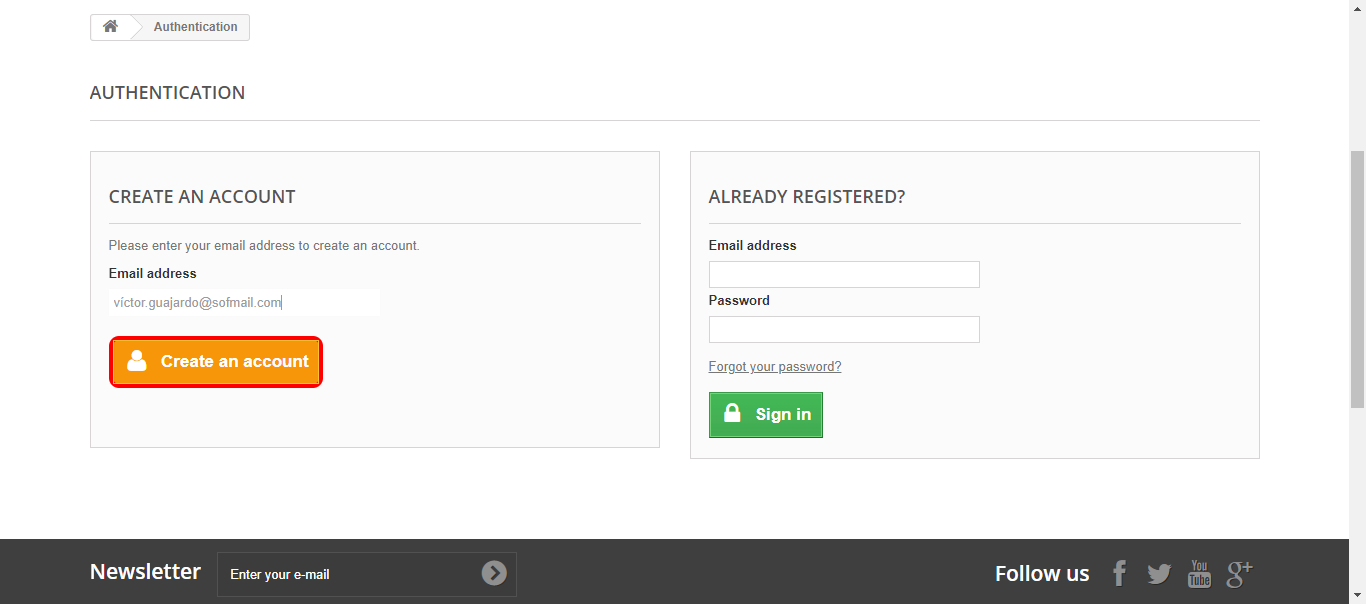 Authentication
AUTHENTICATION
CREATE AN ACCOUNT
Please enter your email address to create an account.
Email address
víctor.guajardo@sofmail.com
Create an account
ALREADY REGISTERED?
Email address
Password
Forgot your password?
Sign in
Newsletter
Enter your e-mail
Follow us
You
Tube
g+